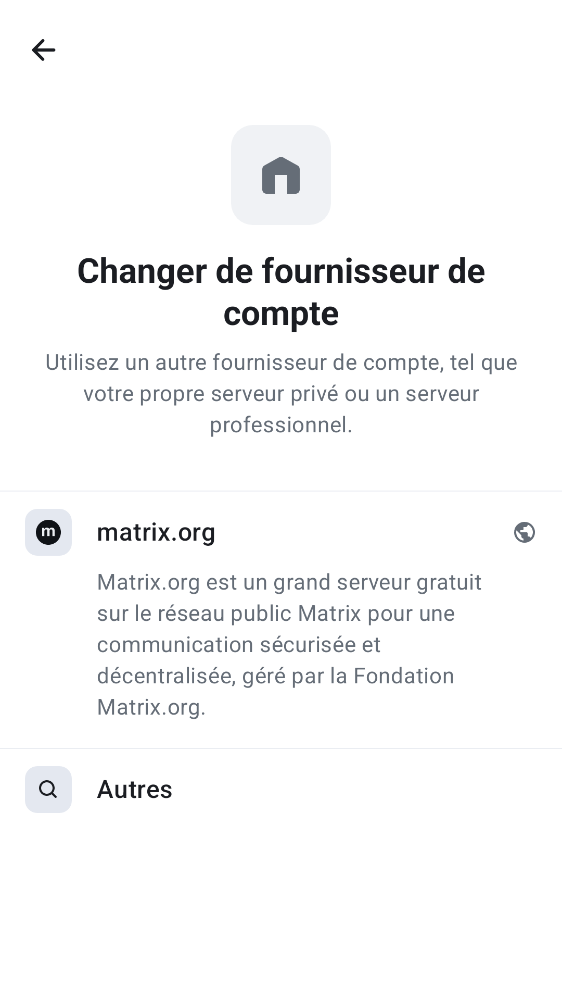 Changer de fournisseur de
compte
Utilisez un autre fournisseur de compte, tel que
votre propre serveur privé ou un serveur
professionnel.
m
matrix.org
Matrix.org est un grand serveur gratuit
sur le réseau public Matrix pour une
communication sécurisée et
décentralisée, géré par la Fondation
Matrix.org.
Autres